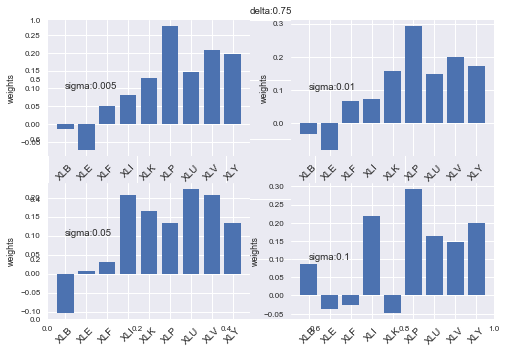 delta:0.75
1.0
0.25
0.20
0.15
0.10
0.05
0.00
−0.05
0.8
0.6
weights
sigma:0.005
XLB XLE XLF XLI XLK XLP XLU XLV XLY
0.3
0.2
0.1
0.0
weights
sigma:0.01
XLB XLE XLF XLI XLK XLP XLU XLV XLY
0.20
0.15
0.10
0.05
0.00
−0.05
−0.10
0.4
0.2
0.0
weights
sigma:0.05
XLB XLE XLF XLI XLK XLP XLU XLV XLY
0.30
0.25
0.20
0.15
0.10
0.05
0.00
−0.05
weights
sigma:0.1
XLB XLE XLF XLI XLK XLP XLU XLV XLY
0.0 0.2 0.4 0.6 0.8 1.0